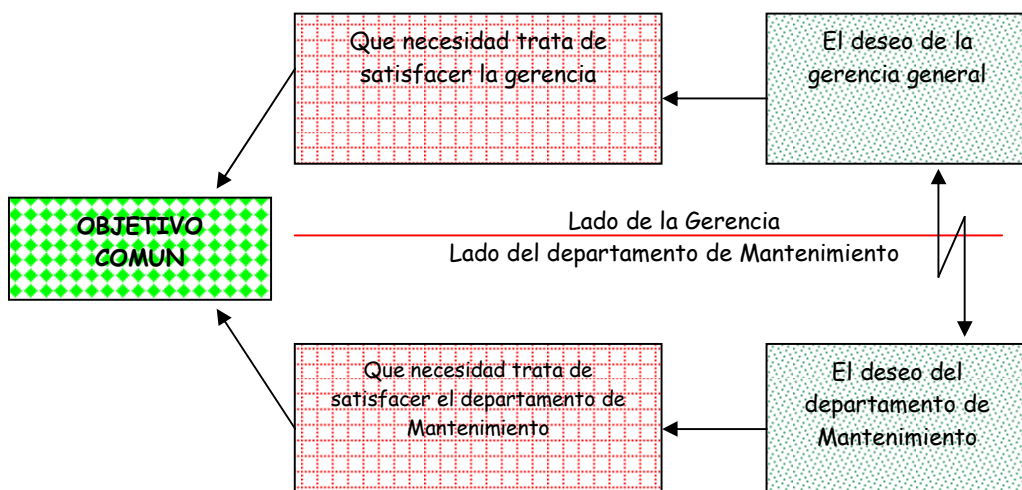 Que necesidad trata de
satisfacer la gerencia
El deseo de la
gerencia general
OBJETIVO
COMUN
Lado de la Gerencia
Lado del departamento de Mantenimiento
Que necesidad trata de
satisfacer el departamento de
Mantenimiento
El deseo del
departamento de
Mantenimiento